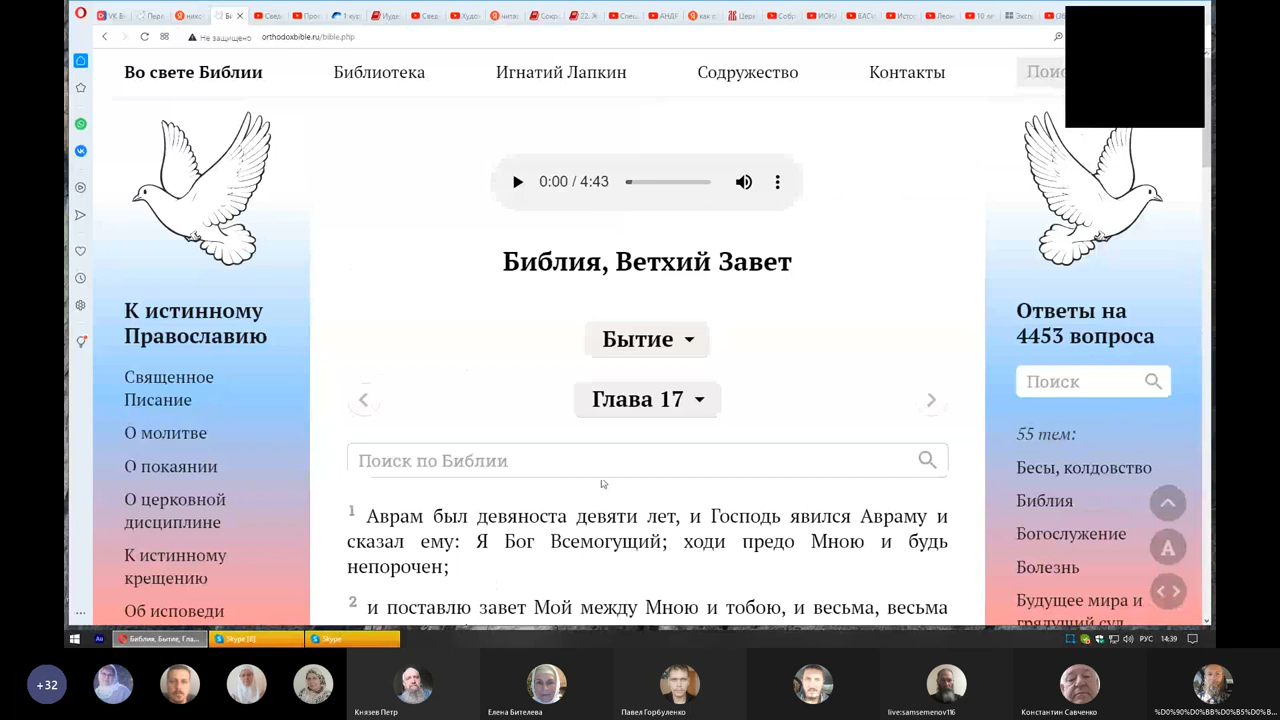 Не защищено orthodoxbible.ru/bible.php
Во свете Библии Библиотека Игнатий Лапкин Содружество Контакты
0:00 / 4:43
Библия, Ветхий Завет
Бытие
Глава 17
Поиск по Библии
1 Аврам был девяноста девяти лет, и Господь явился Авраму и
сказал ему: Я Бог Всемогущий; ходи предо Мною и будь
непорочен;
2 и поставлю завет Мой между Мною и тобою, и весьма, весьма
К истинному
Православию
Священное
Писание
О молитве
О покаянии
О церковной
дисциплине
К истинному
крещению
Об исповеди
Ответы на
4453 вопроса
Поиск
55 тем:
Бесы, колдовство
Библия
Богослужение
Болезнь
Будущее мира и
грядущий суд
A
Библия, Бытие, Гла... Skype [6] Skype
РУС 14:39
+32
Князев Петр
Елена Бителева
Павел Горбуленко
live:samsemenov116
Константин Савченко